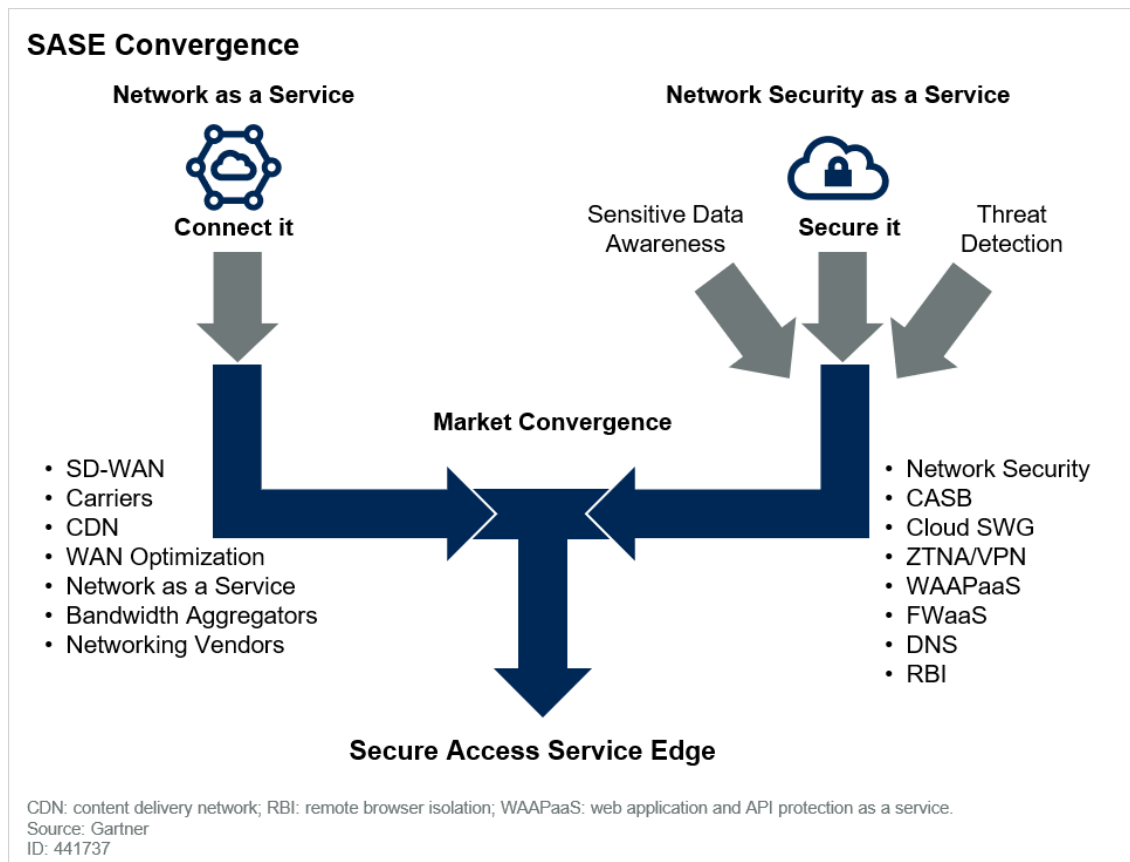 SASE Convergence
Network as a Service
Connect it
Network Security as a Service
Sensitive Data
Awareness
Secure it
Threat
Detection
Market Convergence
• SD-WAN
• Carriers
• CDN
• WAN Optimization
• Network as a Service
• Bandwidth Aggregators
• Networking Vendors
• Network Security
• CASB
• Cloud SWG
• ZTNA/VPN
• WAAPaaS
• FWaaS
• DNS
• RBI
Secure Access Service Edge
CDN: content delivery network; RBI: remote browser isolation; WAAPaaS: web application and API protection as a service.
Source: Gartner
ID: 441737